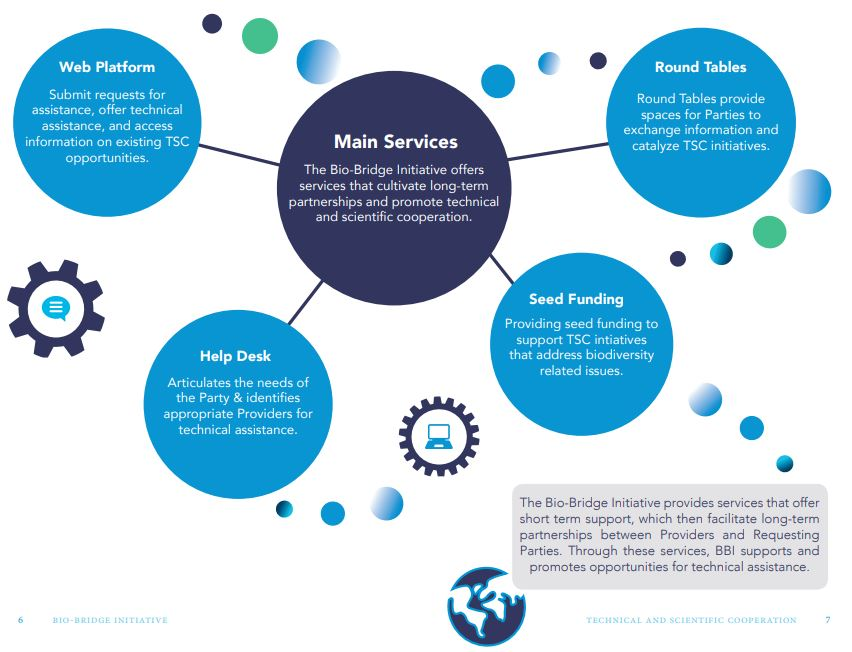 Web Platform
Submit requests for
assistance, offer technical
assistance, and access
information on existing TSC
opportunities.
Main Services
The Bio-Bridge Initiative offers
services that cultivate long-term
partnerships and promote technical
and scientific cooperation.
Round Tables
Round Tables provide
spaces for Parties to
exchange information and
catalyze TSC initiatives.
Help Desk
Articulates the needs of
the Party & identifies
appropriate Providers for
technical assistance.
Seed Funding
Providing seed funding to
support TSC intiatives
that address biodiversity
related issues.
The Bio-Bridge Initiative provides services that offer
short term support, which then facilitate long-term
partnerships between Providers and Requesting
Parties. Through these services, BBI supports and
promotes opportunities for technical assistance.
6 BIO-BRIDGE INITIATIVE
TECHNICAL AND SCIENTIFIC COOPERATION 7